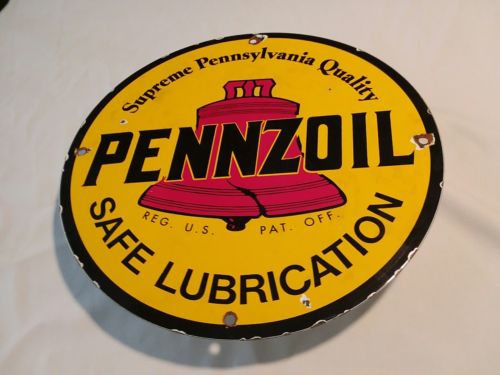 Supreme Pennsylvania Quality
PENNZOIL
REG. U.S. PAT. OFF.
SAFE LUBRICATION